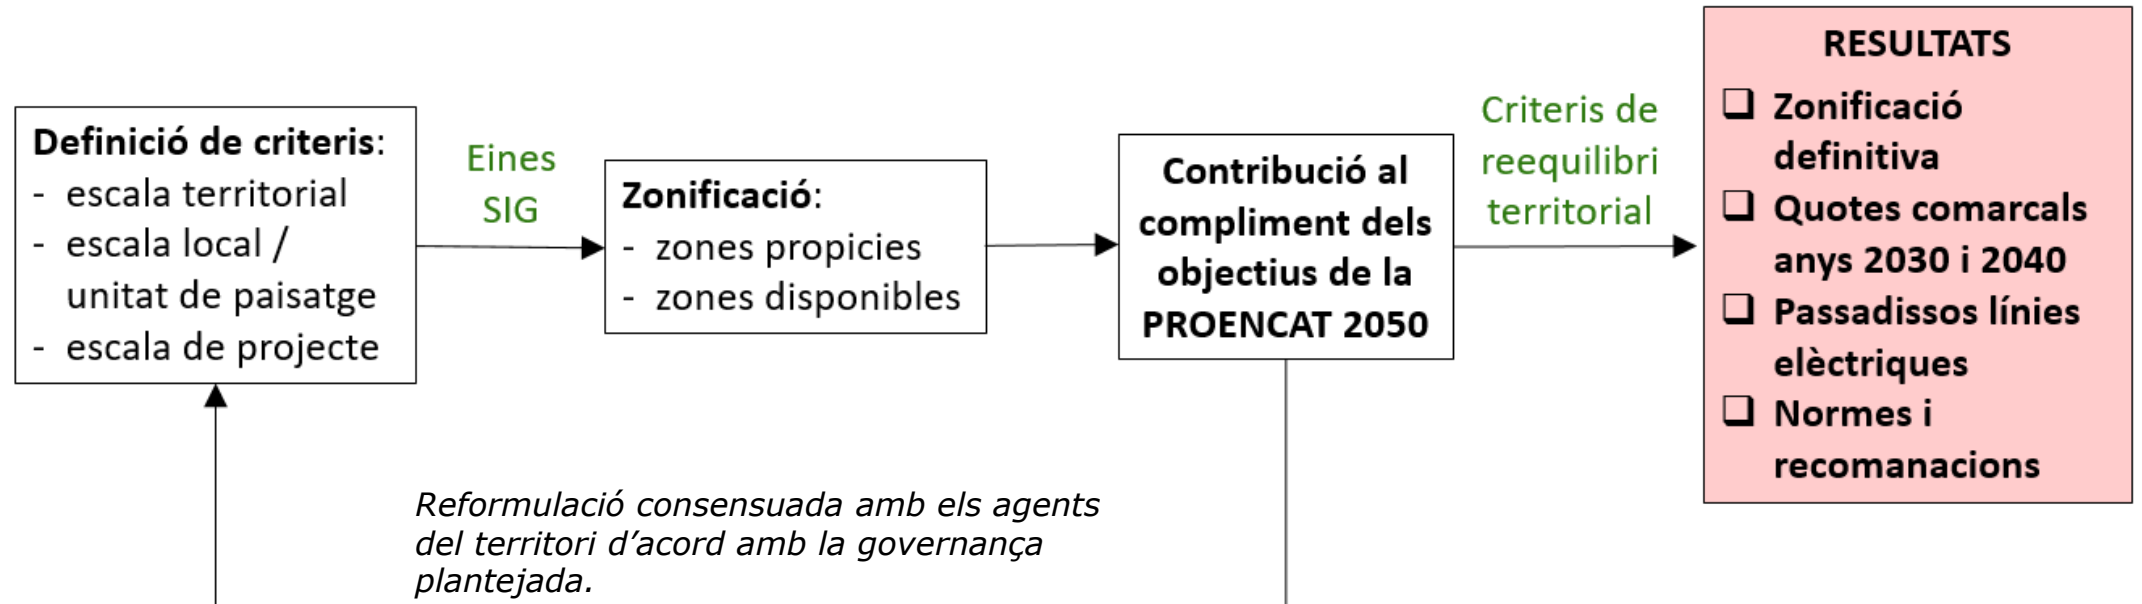 Definició de criteris:
- escala territorial
- escala local /
unitat de paisatge
- escala de projecte
Eines
SIG
Zonificació:
- zones propicies
- zones disponibles
Contribució al
compliment dels
objectius de la
PROENCAT 2050
Criteris de
reequilibri
territorial
RESULTATS
❑ Zonificació
definitiva
❑ Quotes comarcals
anys 2030 i 2040
❑ Passadissos línies
elèctriques
❑ Normes i
recomanacions
Reformulació consensuada amb els agents
del territori d’acord amb la governança
plantejada.